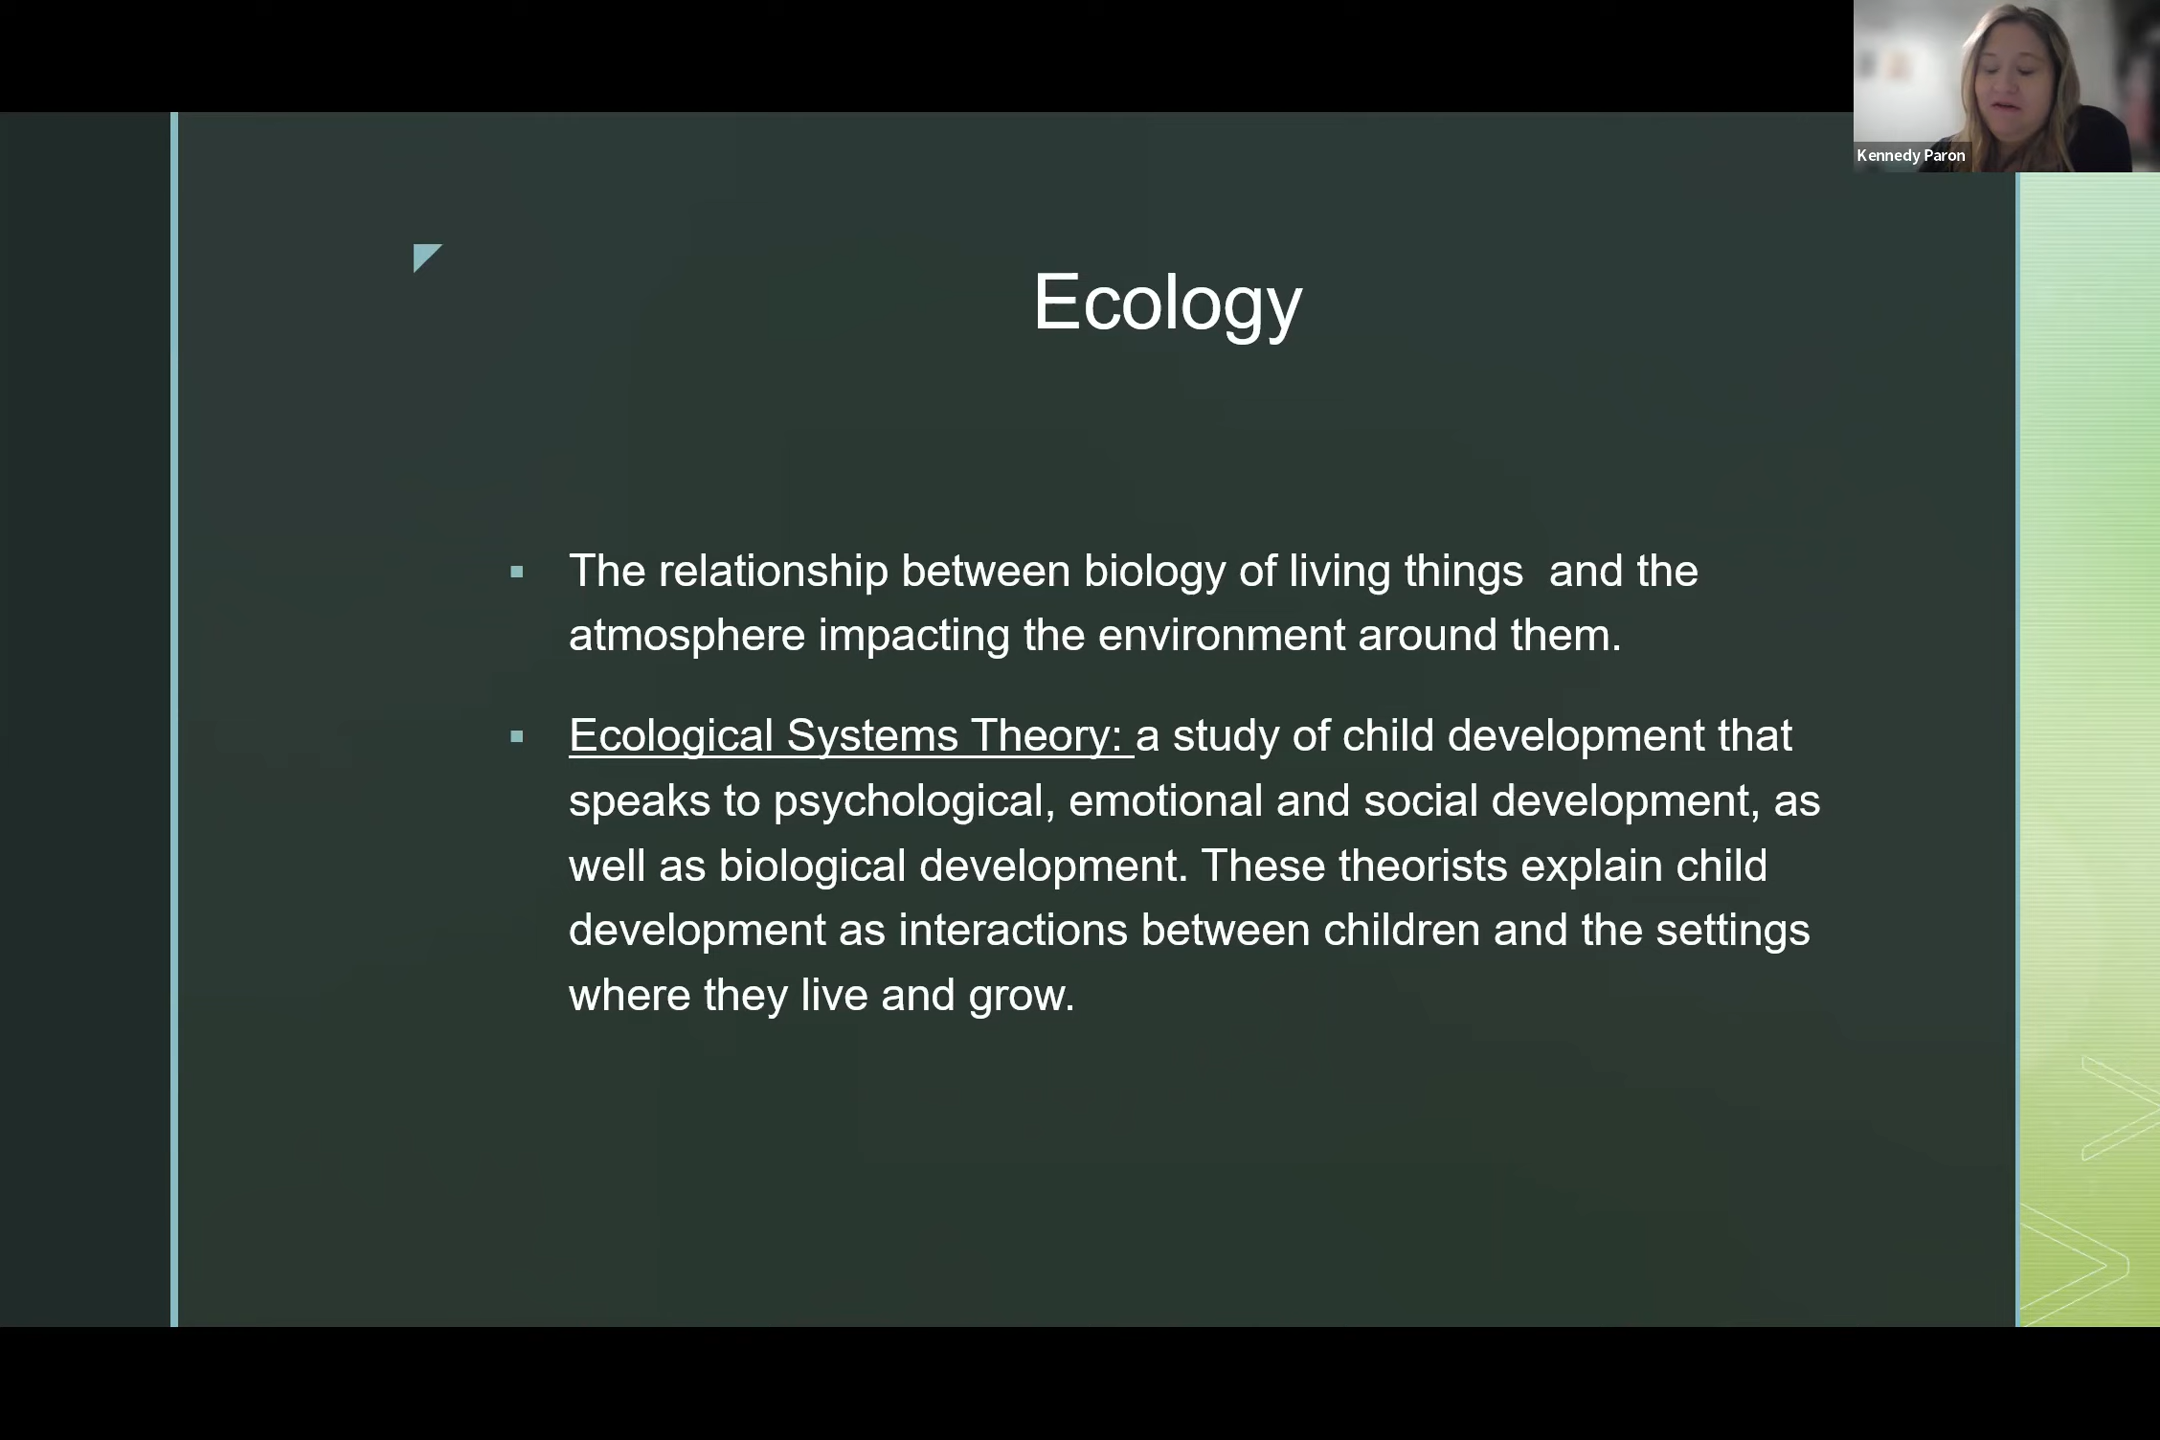 Kennedy Paron
Ecology
The relationship between biology of living things  and the
atmosphere impacting the environment around them.
Ecological Systems Theory: a study of child development that
speaks to psychological, emotional and social development, as
well as biological development. These theorists explain child
development as interactions between children and the settings
where they live and grow.